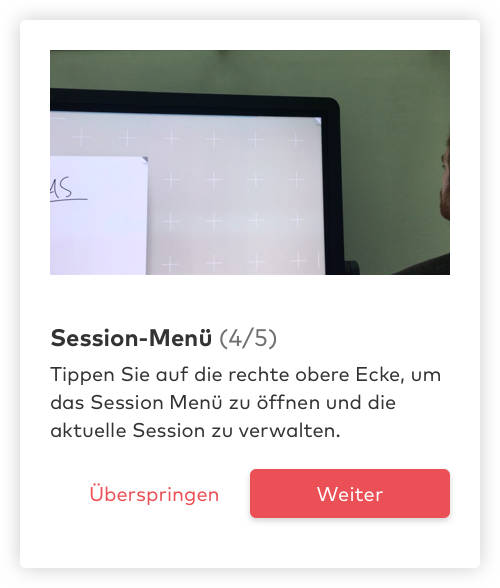 Session-Menü (4/5)
Tippen Sie auf die rechte obere Ecke, um
das Session Menü zu öffnen und die
aktuelle Session zu verwalten.
Überspringen Weiter